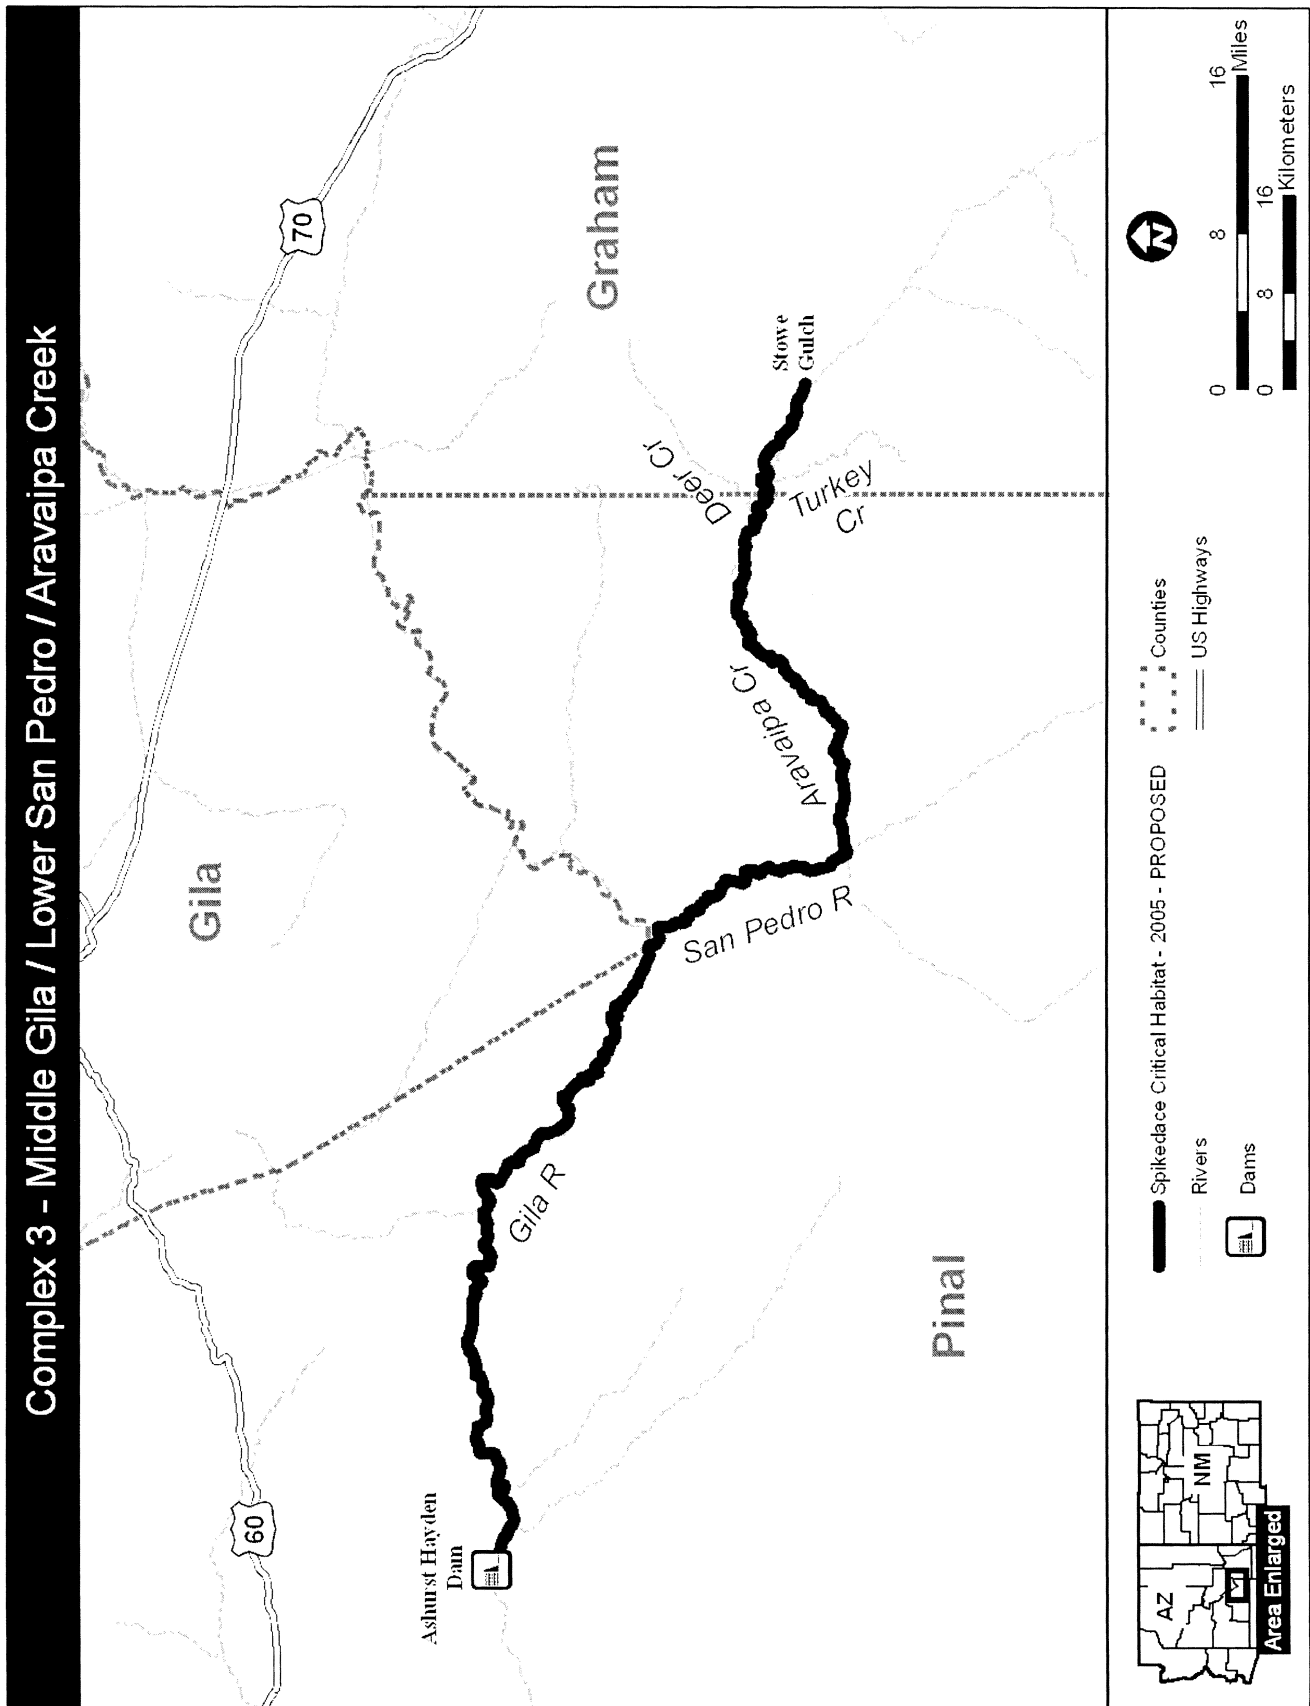 Complex 3 - Middle Gila / Lower San Pedro / Aravaipa Creek
60
70
Gila
Graham
Ashurst Hayden
Dam
Gila R
San Pedro R
Aravaipa Cr
Deer Cr
Turkey
Cr
Stowe
Gulch
Pinal
AZ
NM
Area Enlarged
Spikedace Critical Habitat - 2005 - PROPOSED
Rivers
Dams
Counties
US Highways
N
0 8 16
Miles
0 8 16
Kilometers